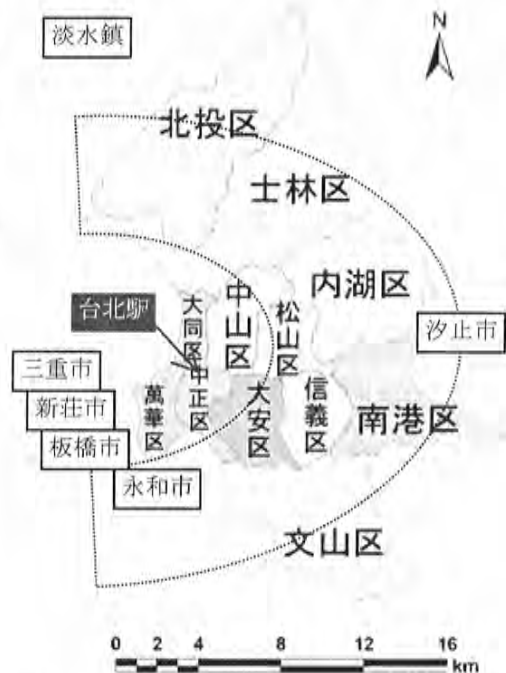 淡水鎮
N
北投区
士林区
内湖区
汐止市
中山区
松山区
大同区
台北駅
三重市
新荘市
板橋市
永和市
萬華区
中正区
大安区
信義区
南港区
文山区
0 2 4 8 12 16
km